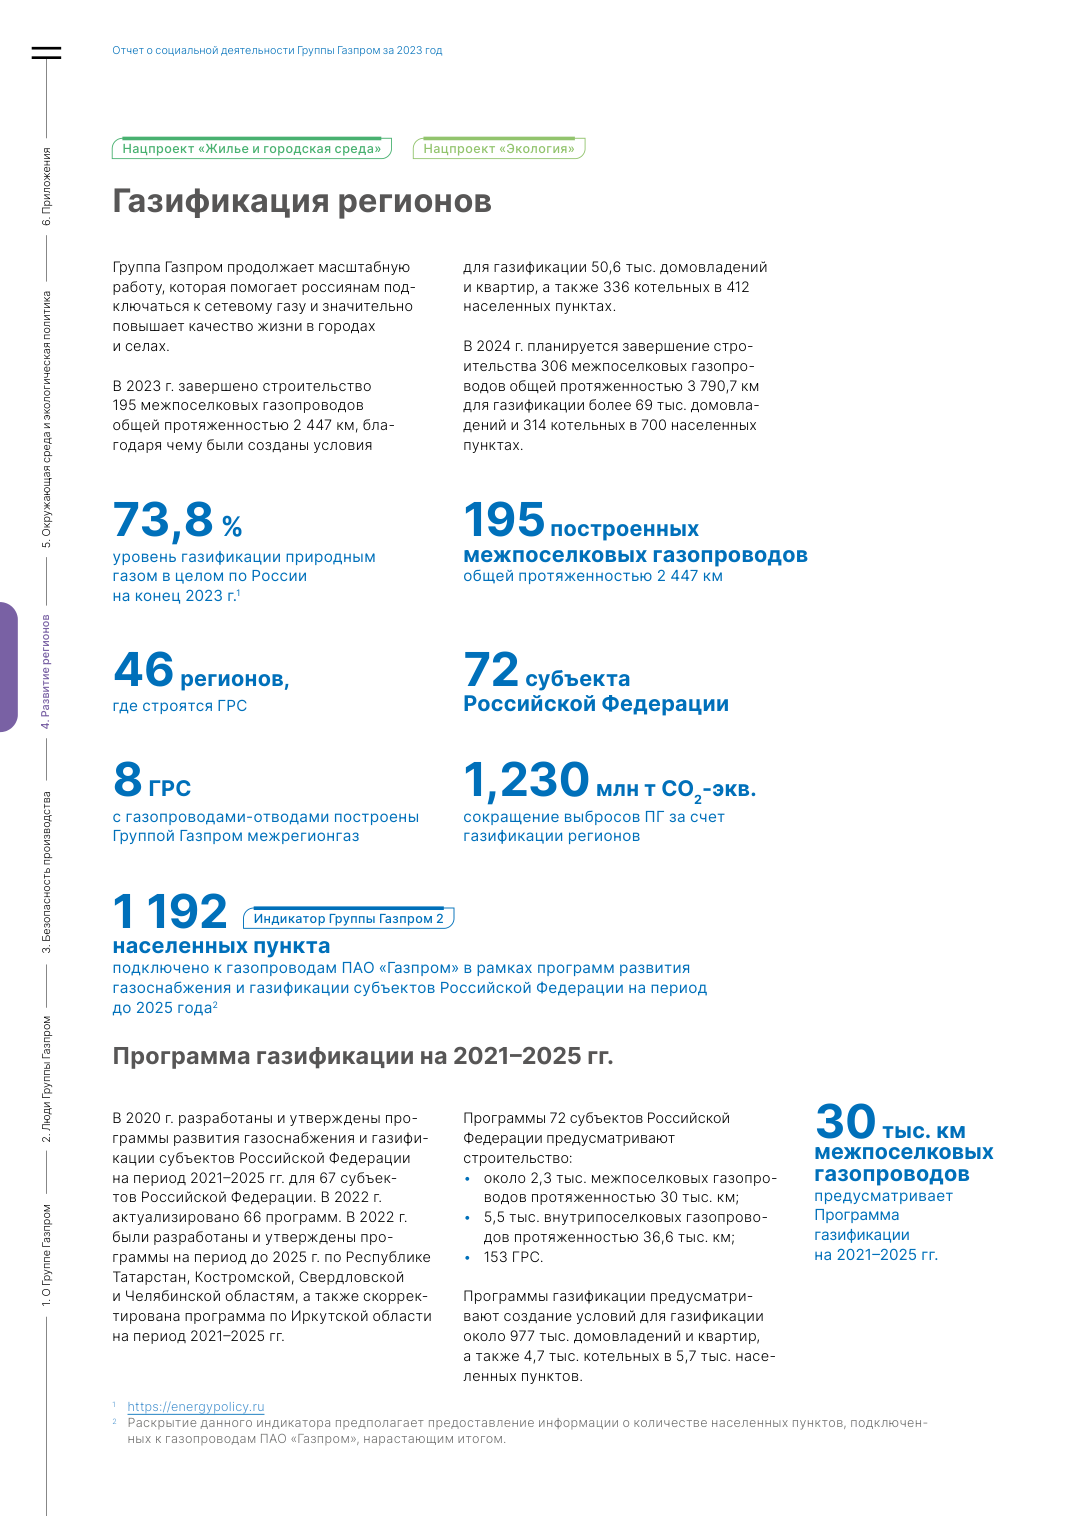 Отчет о социальной деятельности Группы Газпром за 2023 год
6. Приложения
5. Окружающая среда и экологическая политика
4. Развитие регионов
3. Безопасность производства
2. Люди Группы Газпром
1. О Группе Газпром
Нацпроект «Жилье и городская среда»
Нацпроект «Экология»
Газификация регионов
Группа Газпром продолжает масштабную
работу, которая помогает россиянам под-
ключаться к сетевому газу и значительно
повышает качество жизни в городах
и селах.
В 2023 г. завершено строительство
195 межпоселковых газопроводов
общей протяженностью 2 447 км, бла-
годаря чему были созданы условия
для газификации 50,6 тыс. домовладений
и квартир, а также 336 котельных в 412
населенных пунктах.
В 2024 г. планируется завершение стро-
ительства 306 межпоселковых газопро-
водов общей протяженностью 3 790,7 км
для газификации более 69 тыс. домовла-
дений и 314 котельных в 700 населенных
пунктах.
73,8 %
уровень газификации природным
газом в целом по России
на конец 2023 г.¹
195 построенных
межпоселковых газопроводов
общей протяженностью 2 447 км
46 регионов,
где строятся ГРС
72 субъекта
Российской Федерации
8 ГРС
с газопроводами-отводами построены
Группой Газпром межрегионгаз
1,230 млн т CO₂-экв.
сокращение выбросов ПГ за счет
газификации регионов
1 192 Индикатор Группы Газпром 2
населенных пункта
подключено к газопроводам ПАО «Газпром» в рамках программ развития
газоснабжения и газификации субъектов Российской Федерации на период
до 2025 года²
Программа газификации на 2021–2025 гг.
В 2020 г. разработаны и утверждены про-
граммы развития газоснабжения и газифи-
кации субъектов Российской Федерации
на период 2021–2025 гг. для 67 субъек-
тов Российской Федерации. В 2022 г.
актуализировано 66 программ. В 2022 г.
были разработаны и утверждены про-
граммы на период до 2025 г. по Республике
Татарстан, Костромской, Свердловской
и Челябинской областям, а также скоррек-
тирована программа по Иркутской области
на период 2021–2025 гг.
Программы 72 субъектов Российской
Федерации предусматривают
строительство:
• около 2,3 тыс. межпоселковых газопро-
водов протяженностью 30 тыс. км;
• 5,5 тыс. внутрипоселковых газопрово-
дов протяженностью 36,6 тыс. км;
• 153 ГРС.
Программы газификации предусматри-
вают создание условий для газификации
около 977 тыс. домовладений и квартир,
а также 4,7 тыс. котельных в 5,7 тыс. насе-
ленных пунктов.
30 тыс. км
межпоселковых
газопроводов
предусматривает
Программа
газификации
на 2021–2025 гг.
¹ https://energypolicy.ru
² Раскрытие данного индикатора предполагает предоставление информации о количестве населенных пунктов, подключен-
ных к газопроводам ПАО «Газпром», нарастающим итогом.